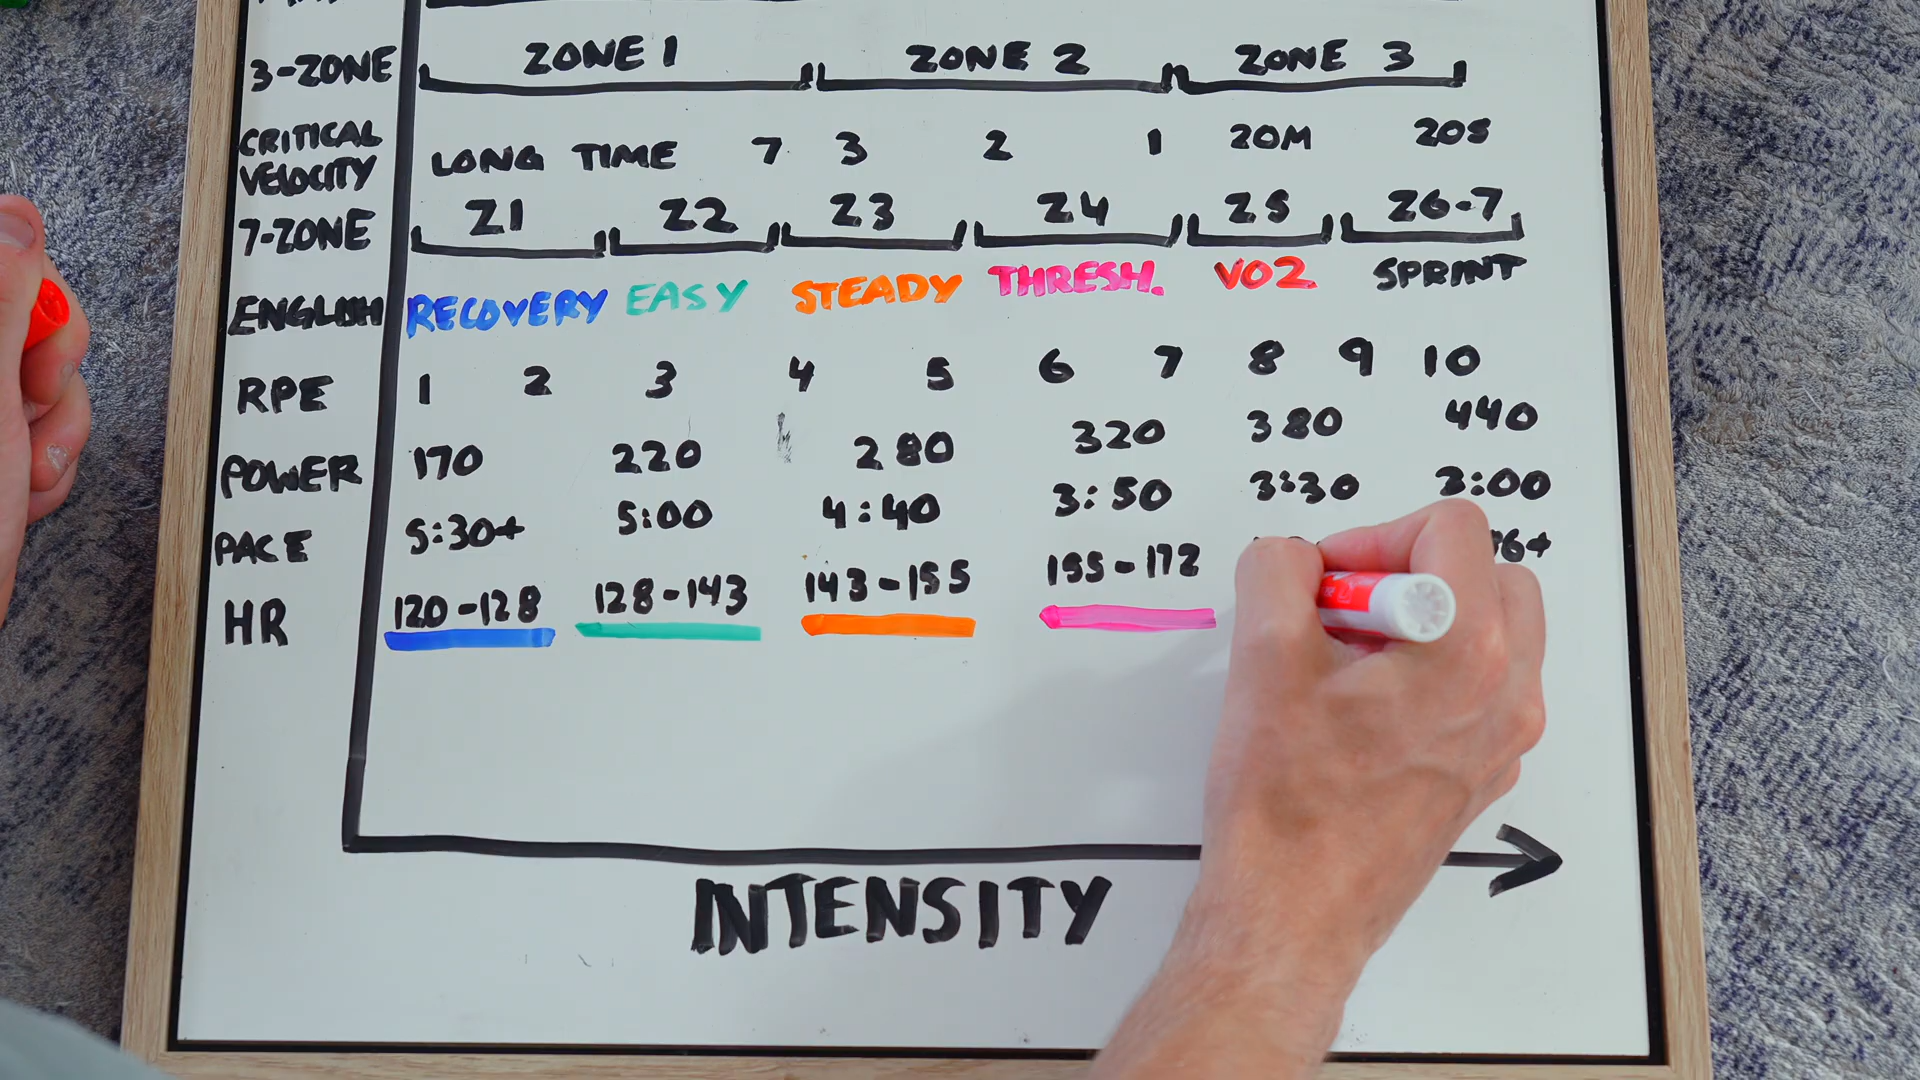 3-ZONE ZONE 1 ZONE 2 ZONE 3
CRITICAL
VELOCITY LONG TIME 7 3 2 1 20M 20S
7-ZONE Z1 Z2 Z3 Z4 Z5 Z6-7
ENGLISH RECOVERY EASY STEADY THRESH. VO2 SPRINT
RPE 1 2 3 4 5 6 7 8 9 10
POWER 170 220 280 320 380 440
PACE 5:30+ 5:00 4:40 3:50 3:30 3:00
HR 120-128 128-143 143-155 155-172
INTENSITY